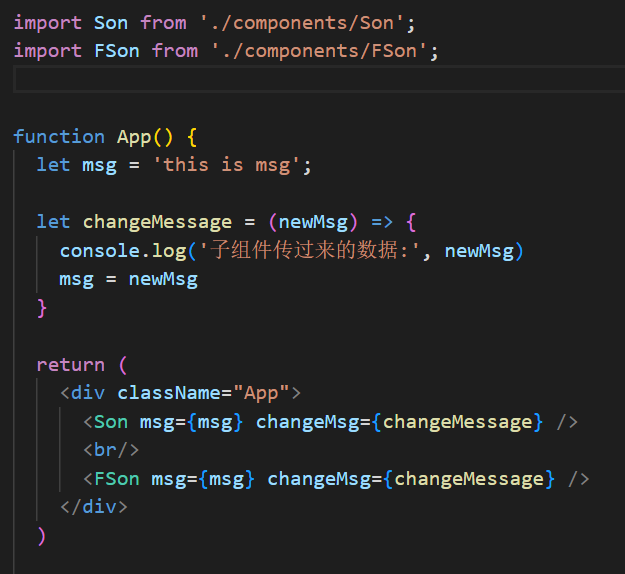 import Son from './components/Son';
import FSon from './components/FSon';
function App() {
let msg = 'this is msg';
let changeMessage = (newMsg) => {
console.log('子组件传过来的数据:', newMsg)
msg = newMsg
}
return (
<div className="App">
<Son msg={msg} changeMsg={changeMessage} />
<br/>
<FSon msg={msg} changeMsg={changeMessage} />
</div>
)